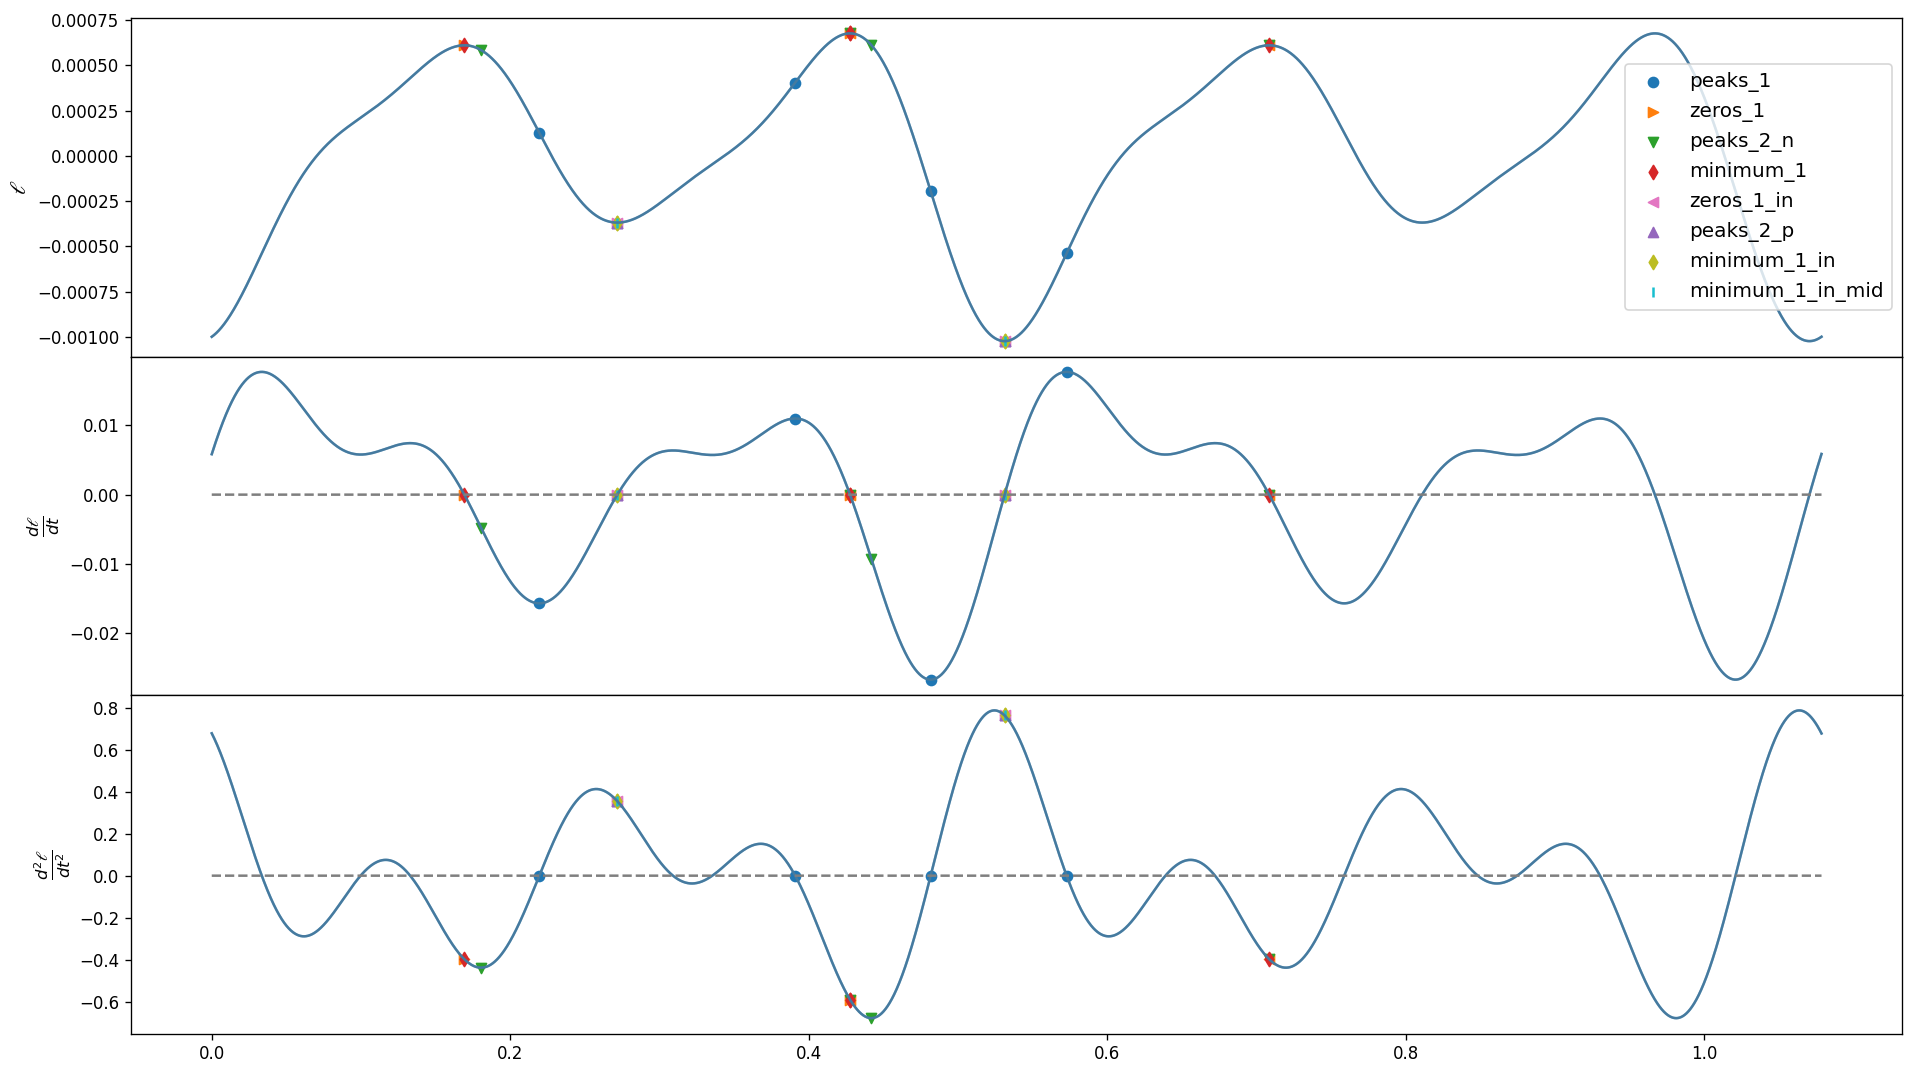 0.00075
0.00050
0.00025
0.00000
−0.00025
−0.00050
−0.00075
−0.00100
ℓ
peaks_1
zeros_1
peaks_2_n
minimum_1
zeros_1_in
peaks_2_p
minimum_1_in
minimum_1_in_mid
0.01
0.00
−0.01
−0.02
dℓ
dt
0.8
0.6
0.4
0.2
0.0
−0.2
−0.4
−0.6
d²ℓ
dt²
0.0 0.2 0.4 0.6 0.8 1.0